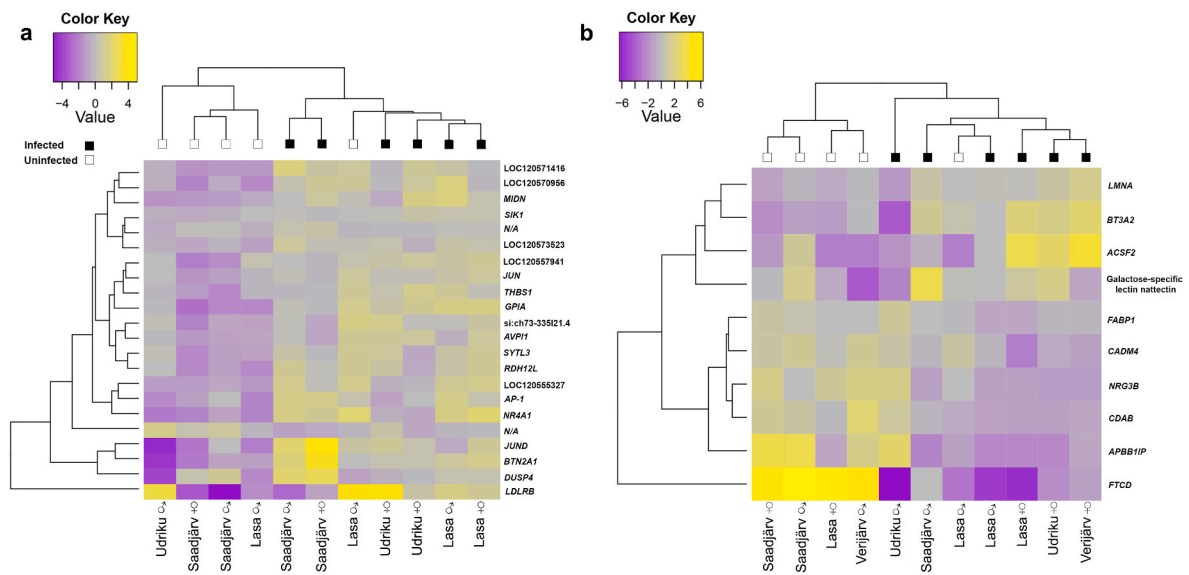 a
Color Key
−4 0 4
Value
Infected
Uninfected
LOC120571416
LOC120570956
MIDN
SIK1
N/A
LOC120573523
LOC120557941
JUN
THBS1
GPIA
si:ch73-335l21.4
AVPI1
SYTL3
RDH12L
LOC120555327
AP-1
NR4A1
N/A
JUND
BTN2A1
DUSP4
LDLRB
Udriku ♂
Saadjärv ♀
Saadjärv ♂
Lasa ♂
Saadjärv ♂
Saadjärv ♀
Lasa ♂
Udriku ♀
Udriku ♀
Lasa ♂
Lasa ♀
b
Color Key
−6 −2 2 6
Value
LMNA
BT3A2
ACSF2
Galactose-specific
lectin nattectin
FABP1
CADM4
NRG3B
CDAB
APBB1IP
FTCD
Saadjärv ♀
Saadjärv ♂
Lasa ♀
Verijärv ♂
Udriku ♂
Saadjärv ♂
Lasa ♂
Lasa ♂
Lasa ♀
Udriku ♀
Verijärv ♀